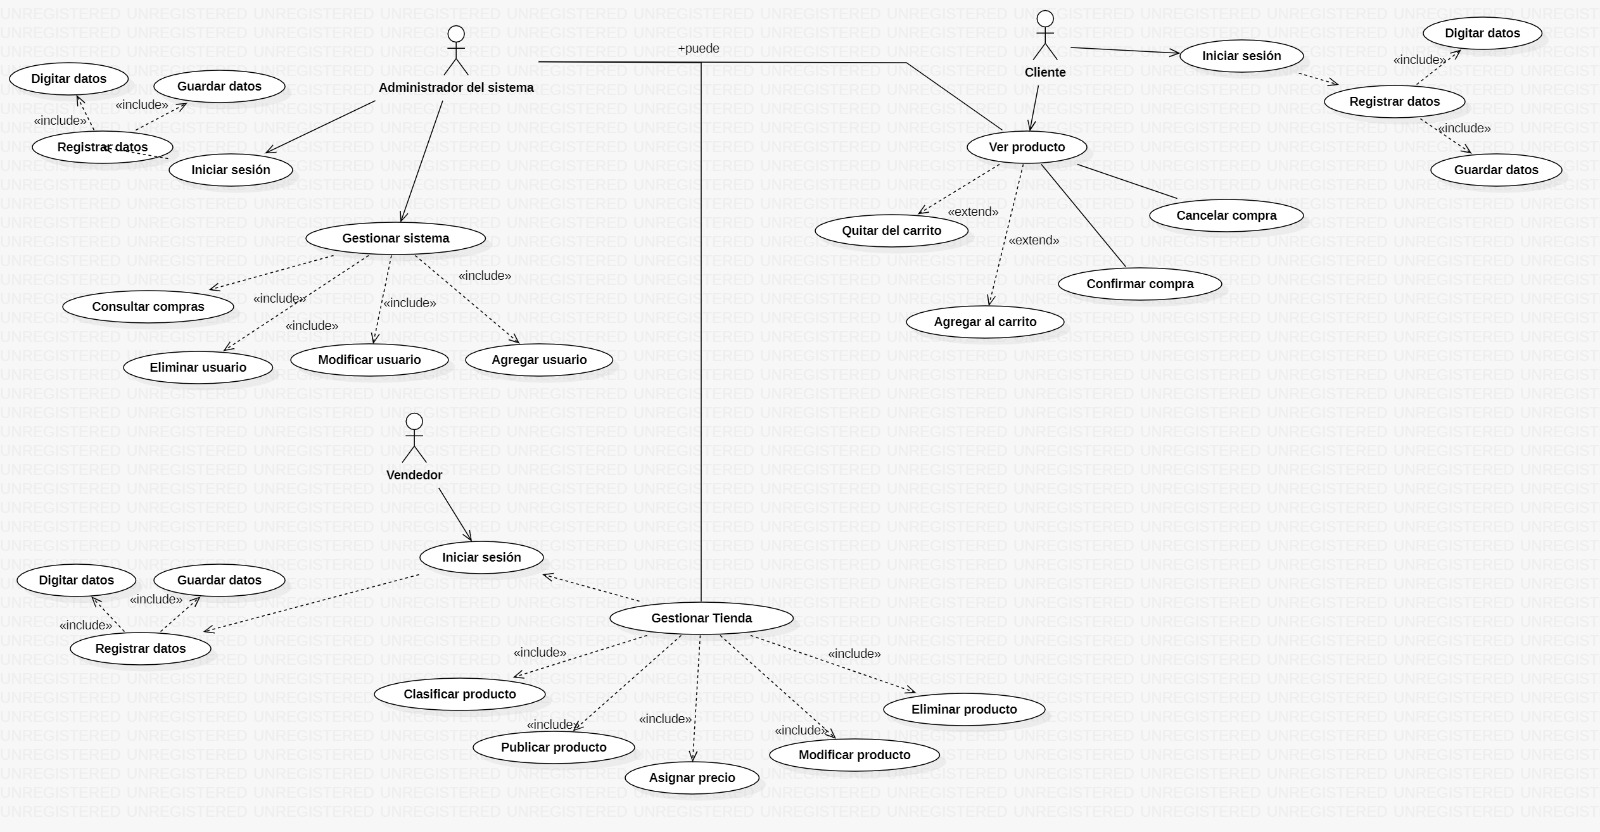 +puede
Digitar datos
Cliente
Iniciar sesión
«include»
Registrar datos
«include»
Guardar datos
Administrador del sistema
Digitar datos
Guardar datos
«include»
«include»
Registrar datos
Iniciar sesión
Ver producto
Quitar del carrito
«extend»
Cancelar compra
«extend»
Confirmar compra
Agregar al carrito
Gestionar sistema
«include»
Consultar compras
«include»
«include»
«include»
Eliminar usuario
Modificar usuario
Agregar usuario
Vendedor
Iniciar sesión
Digitar datos
Guardar datos
«include»
«include»
Registrar datos
Gestionar Tienda
«include»
«include»
Clasificar producto
Eliminar producto
«include»
«include»
«include»
Publicar producto
Modificar producto
Asignar precio
UNREGISTERED